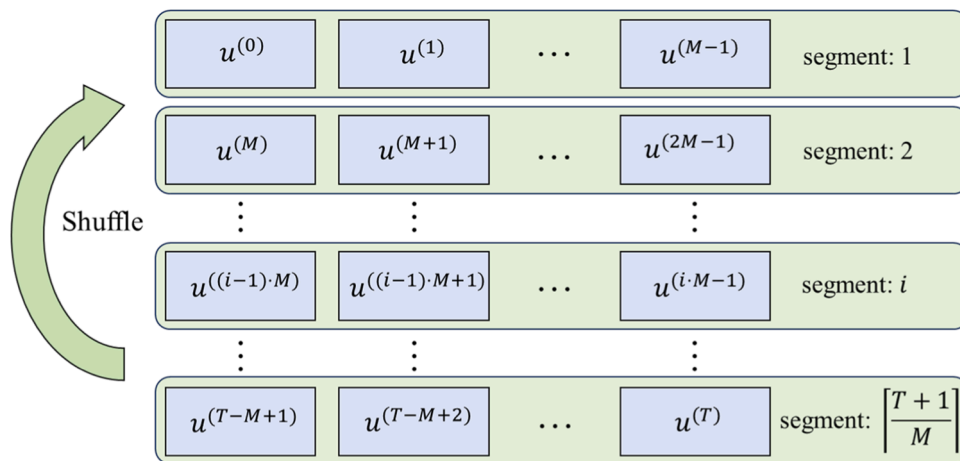 u^{(0)} u^{(1)} ⋯ u^{(M−1)} segment: 1
u^{(M)} u^{(M+1)} … u^{(2M−1)} segment: 2
⋮ ⋮ ⋮
Shuffle
u^{((i−1)·M)} u^{((i−1)·M+1)} ⋯ u^{(i·M−1)} segment: i
⋮ ⋮ ⋮
u^{(T−M+1)} u^{(T−M+2)} ⋯ u^{(T)} segment: ⌈\frac{T + 1}{M}⌉